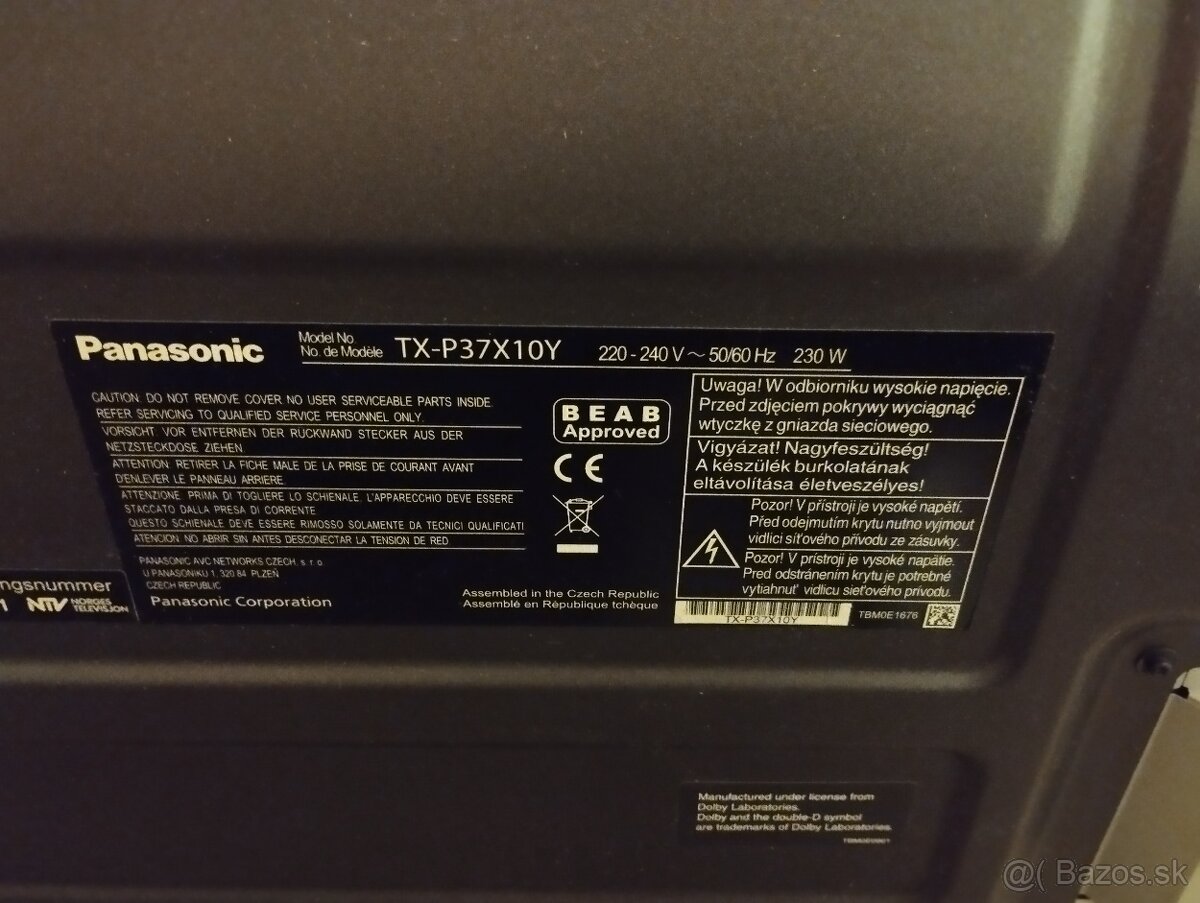 Panasonic
Model No
No. de Modèle
TX-P37X10Y
220 - 240 V ~ 50/60 Hz 230 W
CAUTION. DO NOT REMOVE COVER NO USER SERVICEABLE PARTS INSIDE.
REFER SERVICING TO QUALIFIED SERVICE PERSONNEL ONLY.
VORSICHT. VOR ENTFERNEN DER RUCKWAND STECKER AUS DER
NETZSTECKDOSE ZIEHEN.
ATTENTION. RETIRER LA FICHE MALE DE LA PRISE DE COURANT AVANT
D'ENLEVER LE PANNEAU ARRIERE.
ATTENZIONE. PRIMA DI TOGLIERE LO SCHIENALE. L'APPARECCHIO DEVE ESSERE
STACCATO DALLA PRESA DI CORRENTE
QUESTO SCHIENALE DEVE ESSERE RIMOSSO SOLAMENTE DA TECNICI QUALIFICATI
ATENCION. NO ABRIR SIN ANTES DESCONECTAR LA TENSION DE RED.
PANASONIC AVC NETWORKS CZECH, s. r. o.
U PANASONIKU 1, 320 84 PLZEŇ
CZECH REPUBLIC
Panasonic Corporation
BEAB
Approved
CE
Assembled in the Czech Republic
Assemblé en République tchèque
Uwaga! W odbiorniku wysokie napięcie.
Przed zdjęciem pokrywy wyciągnąć
wtyczkę z gniazda sieciowego.
Vigyázat! Nagyfeszültség!
A készülék burkolatának
eltávolítása életveszélyes!
Pozor! V přístroji je vysoké napětí.
Před odejmutím krytu nutno vyjmout
vidlici síťového přívodu ze zásuvky.
Pozor! V prístroji je vysoké napätie.
Pred odstránením krytu je potrebné
vytiahnuť vidlicu sieťového prívodu.
TX-P37X10Y
TBM0E1676
ngsnummer
1 NTV NORGES
TELEVISJON
Manufactured under license from
Dolby Laboratories.
Dolby and the double-D symbol
are trademarks of Dolby Laboratories.
@( Bazos.sk